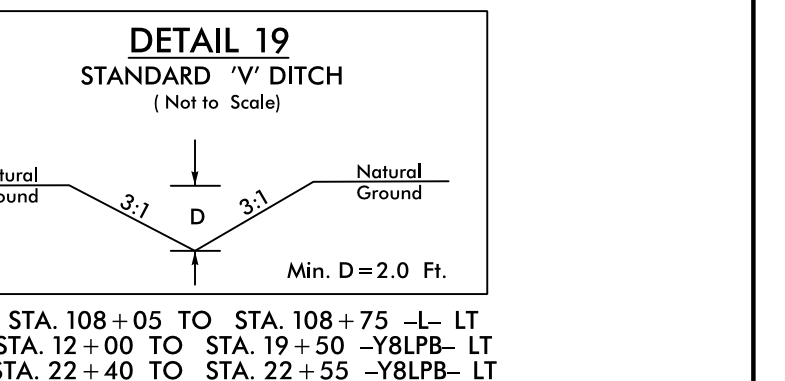 DETAIL 19
STANDARD 'V' DITCH
( Not to Scale)
Natural
Ground
3:1
D
3:1
Min. D=2.0 Ft.
STA. 108+05 TO STA. 108+75 -L- LT
STA. 12+00 TO STA. 19+50 -Y8LPB- LT
STA. 22+40 TO STA. 22+55 -Y8LPB- LT